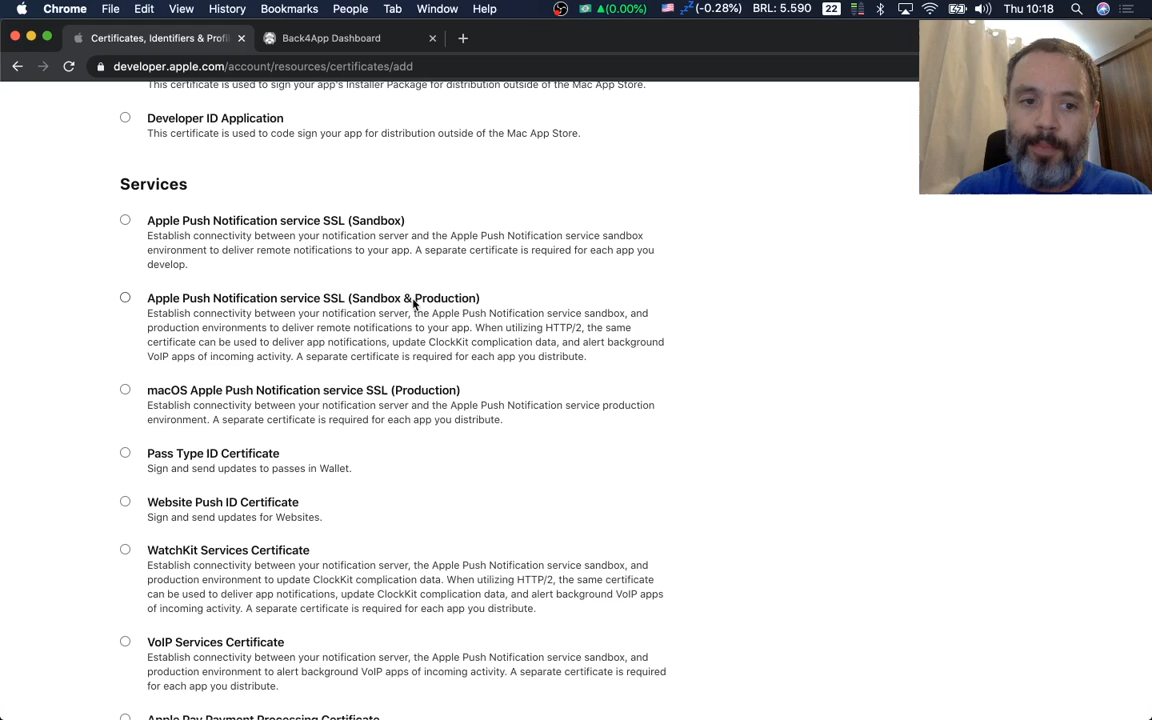 Chrome File Edit View History Bookmarks People Tab Window Help (0.00%) (-0.28%) BRL: 5.590 22 Thu 10:18
Certificates, Identifiers & Profil Back4App Dashboard
developer.apple.com/account/resources/certificates/add
This certificate is used to sign your app's Installer Package for distribution outside of the Mac App Store.
Developer ID Application
This certificate is used to code sign your app for distribution outside of the Mac App Store.
Services
Apple Push Notification service SSL (Sandbox)
Establish connectivity between your notification server and the Apple Push Notification service sandbox
environment to deliver remote notifications to your app. A separate certificate is required for each app you
develop.
Apple Push Notification service SSL (Sandbox & Production)
Establish connectivity between your notification server, the Apple Push Notification service sandbox, and
production environments to deliver remote notifications to your app. When utilizing HTTP/2, the same
certificate can be used to deliver app notifications, update ClockKit complication data, and alert background
VoIP apps of incoming activity. A separate certificate is required for each app you distribute.
macOS Apple Push Notification service SSL (Production)
Establish connectivity between your notification server and the Apple Push Notification service production
environment. A separate certificate is required for each app you distribute.
Pass Type ID Certificate
Sign and send updates to passes in Wallet.
Website Push ID Certificate
Sign and send updates for Websites.
WatchKit Services Certificate
Establish connectivity between your notification server, the Apple Push Notification service sandbox, and
production environment to update ClockKit complication data. When utilizing HTTP/2, the same certificate
can be used to deliver app notifications, update ClockKit complication data, and alert background VoIP apps
of incoming activity. A separate certificate is required for each app you distribute.
VoIP Services Certificate
Establish connectivity between your notification server, the Apple Push Notification service sandbox, and
production environment to alert background VoIP apps of incoming activity. A separate certificate is required
for each app you distribute.
Apple Pay Payment Processing Certificate